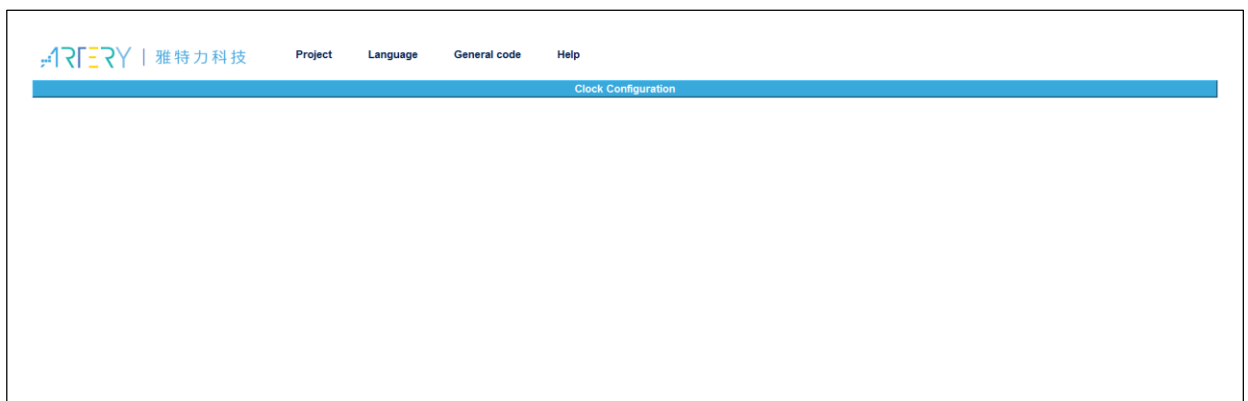 ARTERY | 雅特力科技 Project Language General code Help
Clock Configuration